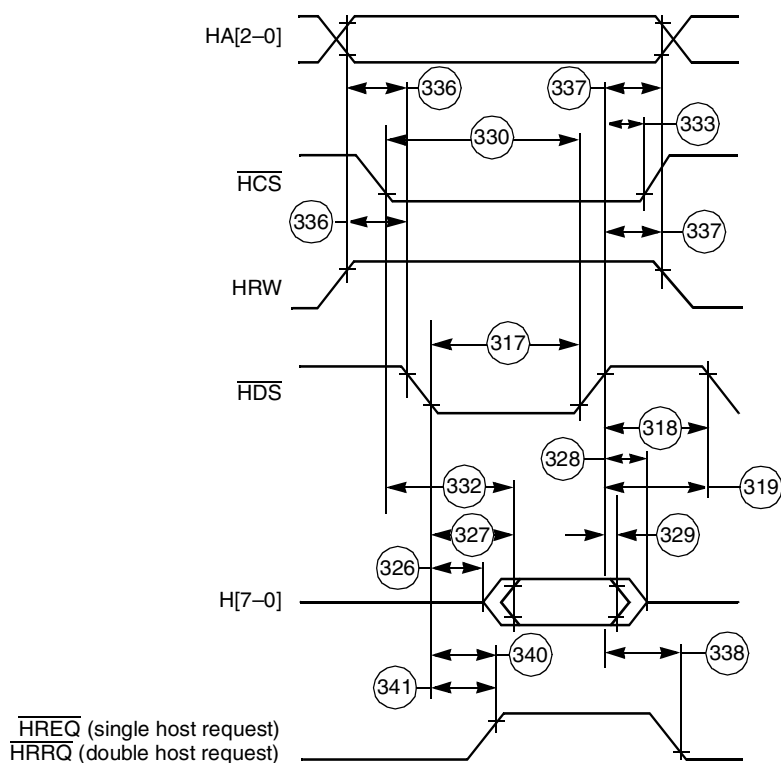 HA[2–0]
336
337
333
330
HCS
336
337
HRW
317
HDS
318
328
332
319
327
329
326
H[7–0]
340
338
341
HREQ (single host request)
HRRQ (double host request)